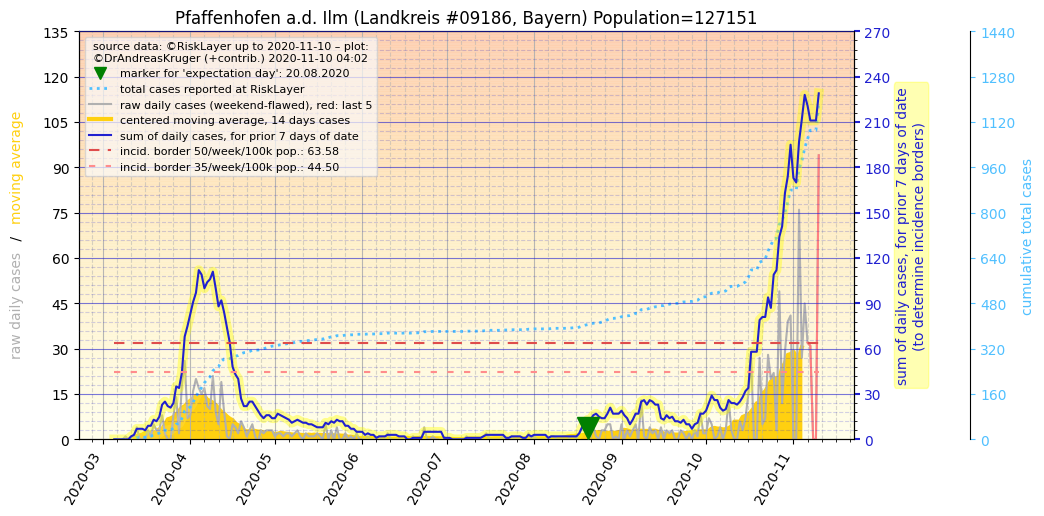 Pfaffenhofen a.d. Ilm (Landkreis #09186, Bayern) Population=127151
source data: ©RiskLayer up to 2020-11-10 – plot:
©DrAndreasKruger (+contrib.) 2020-11-10 04:02
marker for 'expectation day': 20.08.2020
total cases reported at RiskLayer
raw daily cases (weekend-flawed), red: last 5
centered moving average, 14 days cases
sum of daily cases, for prior 7 days of date
incid. border 50/week/100k pop.: 63.58
incid. border 35/week/100k pop.: 44.50
raw daily cases / moving average
135
120
105
90
75
60
45
30
15
0
2020-03
2020-04
2020-05
2020-06
2020-07
2020-08
2020-09
2020-10
2020-11
270
240
210
180
150
120
90
60
30
0
sum of daily cases, for prior 7 days of date
(to determine incidence borders)
1440
1280
1120
960
800
640
480
320
160
0
cumulative total cases